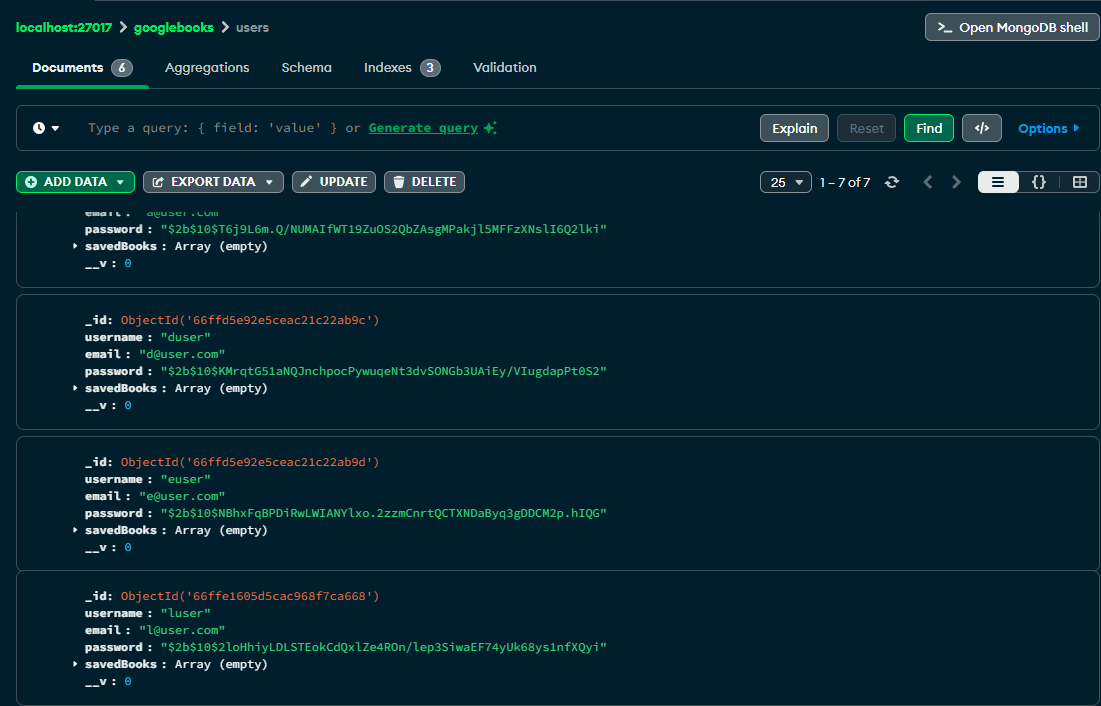 localhost:27017 > googlebooks > users
>_ Open MongoDB shell
Documents 6 Aggregations Schema Indexes 3 Validation
Type a query: { field: 'value' } or Generate query
Explain Reset Find </> Options
ADD DATA EXPORT DATA UPDATE DELETE 25 1 – 7 of 7 {}
email : "a@user.com"
password : "$2b$10$T6j9L6m.Q/NUMAIfWT19ZuOS2QbZAsgMPakjl5MFFzXNslI6Q2lki"
savedBooks : Array (empty)
__v : 0
_id: ObjectId('66ffd5e92e5ceac21c22ab9c')
username : "duser"
email : "d@user.com"
password : "$2b$10$KMrqtG51aNQJnchpocPywuqeNt3dvSONGb3UAiEy/VIugdapPt0S2"
savedBooks : Array (empty)
__v : 0
_id: ObjectId('66ffd5e92e5ceac21c22ab9d')
username : "euser"
email : "e@user.com"
password : "$2b$10$NBhxFqBPDiRwLWIANYlxo.2zzmCnrtQCTXNDaByq3gDDCM2p.hIQG"
savedBooks : Array (empty)
__v : 0
_id: ObjectId('66ffe1605d5cac968f7ca668')
username : "luser"
email : "l@user.com"
password : "$2b$10$2loHhiyLDLSTEokCdQxlZe4ROn/lep3SiwaEF74yUk68ys1nfXQyi"
savedBooks : Array (empty)
__v : 0